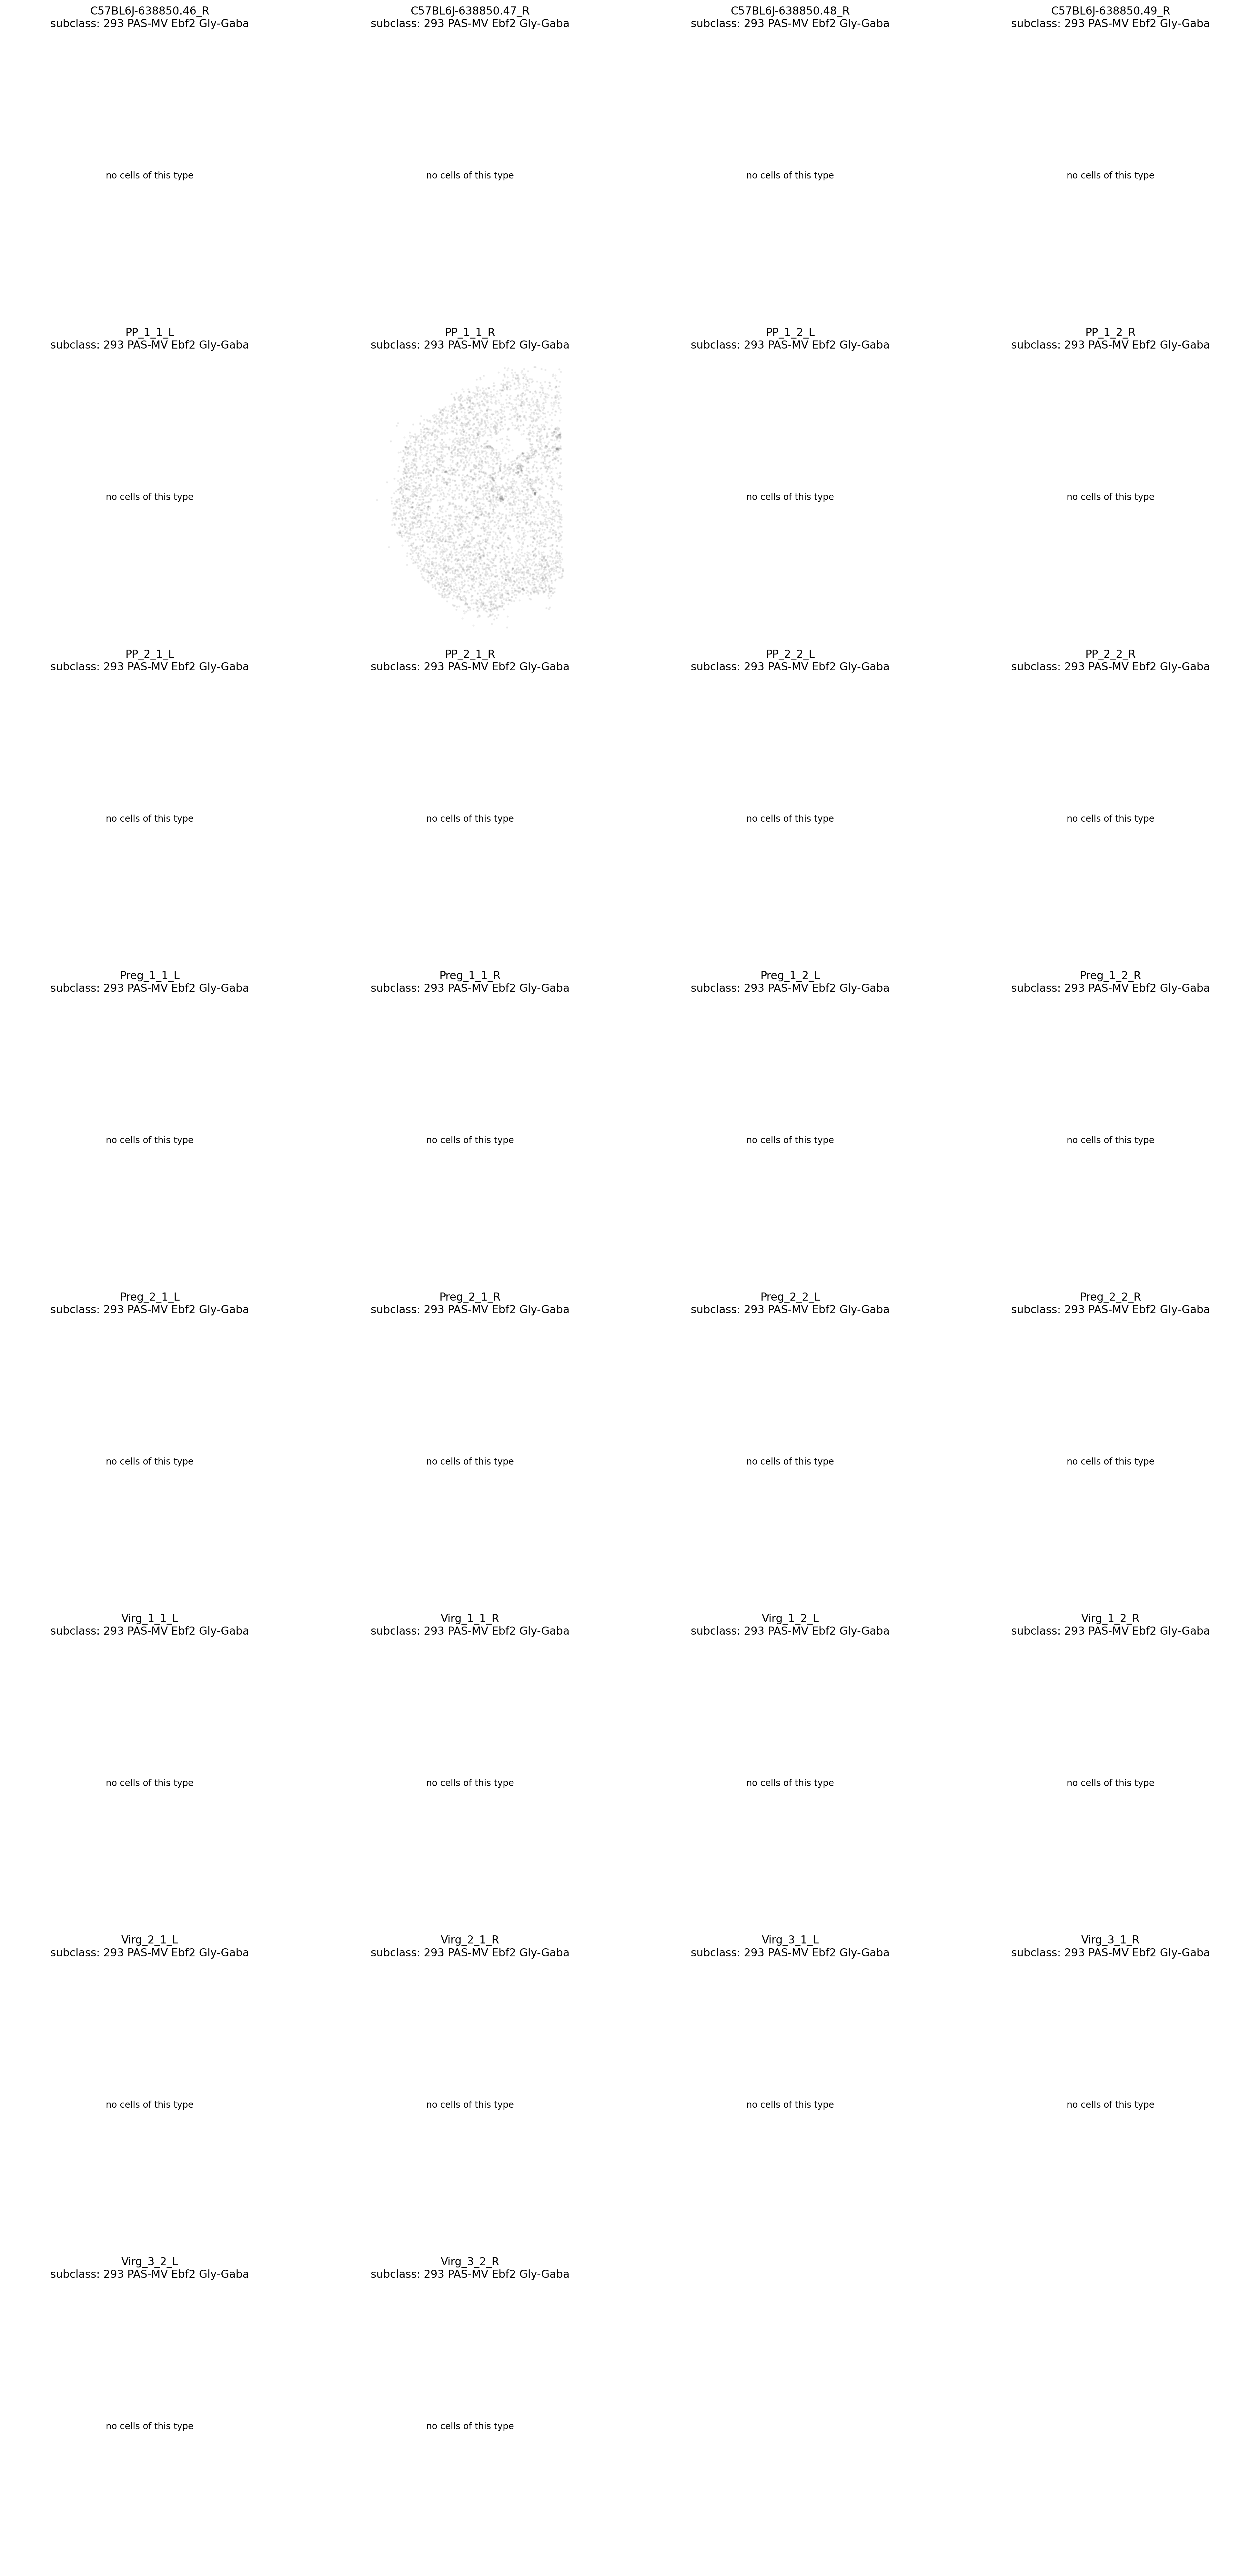 C57BL6J-638850.46_R
subclass: 293 PAS-MV Ebf2 Gly-Gaba
no cells of this type
C57BL6J-638850.47_R
subclass: 293 PAS-MV Ebf2 Gly-Gaba
no cells of this type
C57BL6J-638850.48_R
subclass: 293 PAS-MV Ebf2 Gly-Gaba
no cells of this type
C57BL6J-638850.49_R
subclass: 293 PAS-MV Ebf2 Gly-Gaba
no cells of this type
PP_1_1_L
subclass: 293 PAS-MV Ebf2 Gly-Gaba
no cells of this type
PP_1_1_R
subclass: 293 PAS-MV Ebf2 Gly-Gaba
PP_1_2_L
subclass: 293 PAS-MV Ebf2 Gly-Gaba
no cells of this type
PP_1_2_R
subclass: 293 PAS-MV Ebf2 Gly-Gaba
no cells of this type
PP_2_1_L
subclass: 293 PAS-MV Ebf2 Gly-Gaba
no cells of this type
PP_2_1_R
subclass: 293 PAS-MV Ebf2 Gly-Gaba
no cells of this type
PP_2_2_L
subclass: 293 PAS-MV Ebf2 Gly-Gaba
no cells of this type
PP_2_2_R
subclass: 293 PAS-MV Ebf2 Gly-Gaba
no cells of this type
Preg_1_1_L
subclass: 293 PAS-MV Ebf2 Gly-Gaba
no cells of this type
Preg_1_1_R
subclass: 293 PAS-MV Ebf2 Gly-Gaba
no cells of this type
Preg_1_2_L
subclass: 293 PAS-MV Ebf2 Gly-Gaba
no cells of this type
Preg_1_2_R
subclass: 293 PAS-MV Ebf2 Gly-Gaba
no cells of this type
Preg_2_1_L
subclass: 293 PAS-MV Ebf2 Gly-Gaba
no cells of this type
Preg_2_1_R
subclass: 293 PAS-MV Ebf2 Gly-Gaba
no cells of this type
Preg_2_2_L
subclass: 293 PAS-MV Ebf2 Gly-Gaba
no cells of this type
Preg_2_2_R
subclass: 293 PAS-MV Ebf2 Gly-Gaba
no cells of this type
Virg_1_1_L
subclass: 293 PAS-MV Ebf2 Gly-Gaba
no cells of this type
Virg_1_1_R
subclass: 293 PAS-MV Ebf2 Gly-Gaba
no cells of this type
Virg_1_2_L
subclass: 293 PAS-MV Ebf2 Gly-Gaba
no cells of this type
Virg_1_2_R
subclass: 293 PAS-MV Ebf2 Gly-Gaba
no cells of this type
Virg_2_1_L
subclass: 293 PAS-MV Ebf2 Gly-Gaba
no cells of this type
Virg_2_1_R
subclass: 293 PAS-MV Ebf2 Gly-Gaba
no cells of this type
Virg_3_1_L
subclass: 293 PAS-MV Ebf2 Gly-Gaba
no cells of this type
Virg_3_1_R
subclass: 293 PAS-MV Ebf2 Gly-Gaba
no cells of this type
Virg_3_2_L
subclass: 293 PAS-MV Ebf2 Gly-Gaba
no cells of this type
Virg_3_2_R
subclass: 293 PAS-MV Ebf2 Gly-Gaba
no cells of this type